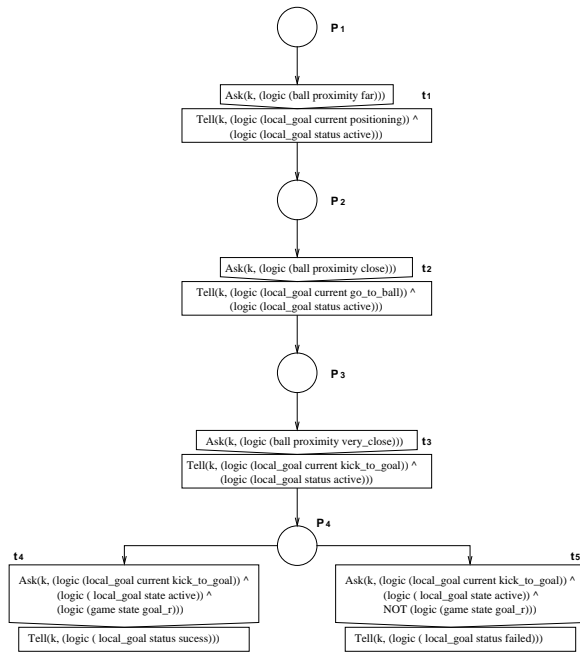 P1
Ask(k, (logic (ball proximity far)))
t1
Tell(k, (logic (local_goal current positioning)) ^
(logic (local_goal status active)))
P2
Ask(k, (logic (ball proximity close)))
t2
Tell(k, (logic (local_goal current go_to_ball)) ^
(logic (local_goal status active)))
P3
Ask(k, (logic (ball proximity very_close)))
t3
Tell(k, (logic (local_goal current kick_to_goal)) ^
(logic (local_goal status active)))
P4
t4
Ask(k, (logic (local_goal current kick_to_goal)) ^
(logic ( local_goal state active)) ^
(logic (game state goal_r)))
Tell(k, (logic ( local_goal status sucess)))
t5
Ask(k, (logic (local_goal current kick_to_goal)) ^
(logic ( local_goal state active)) ^
NOT (logic (game state goal_r)))
Tell(k, (logic ( local_goal status failed)))